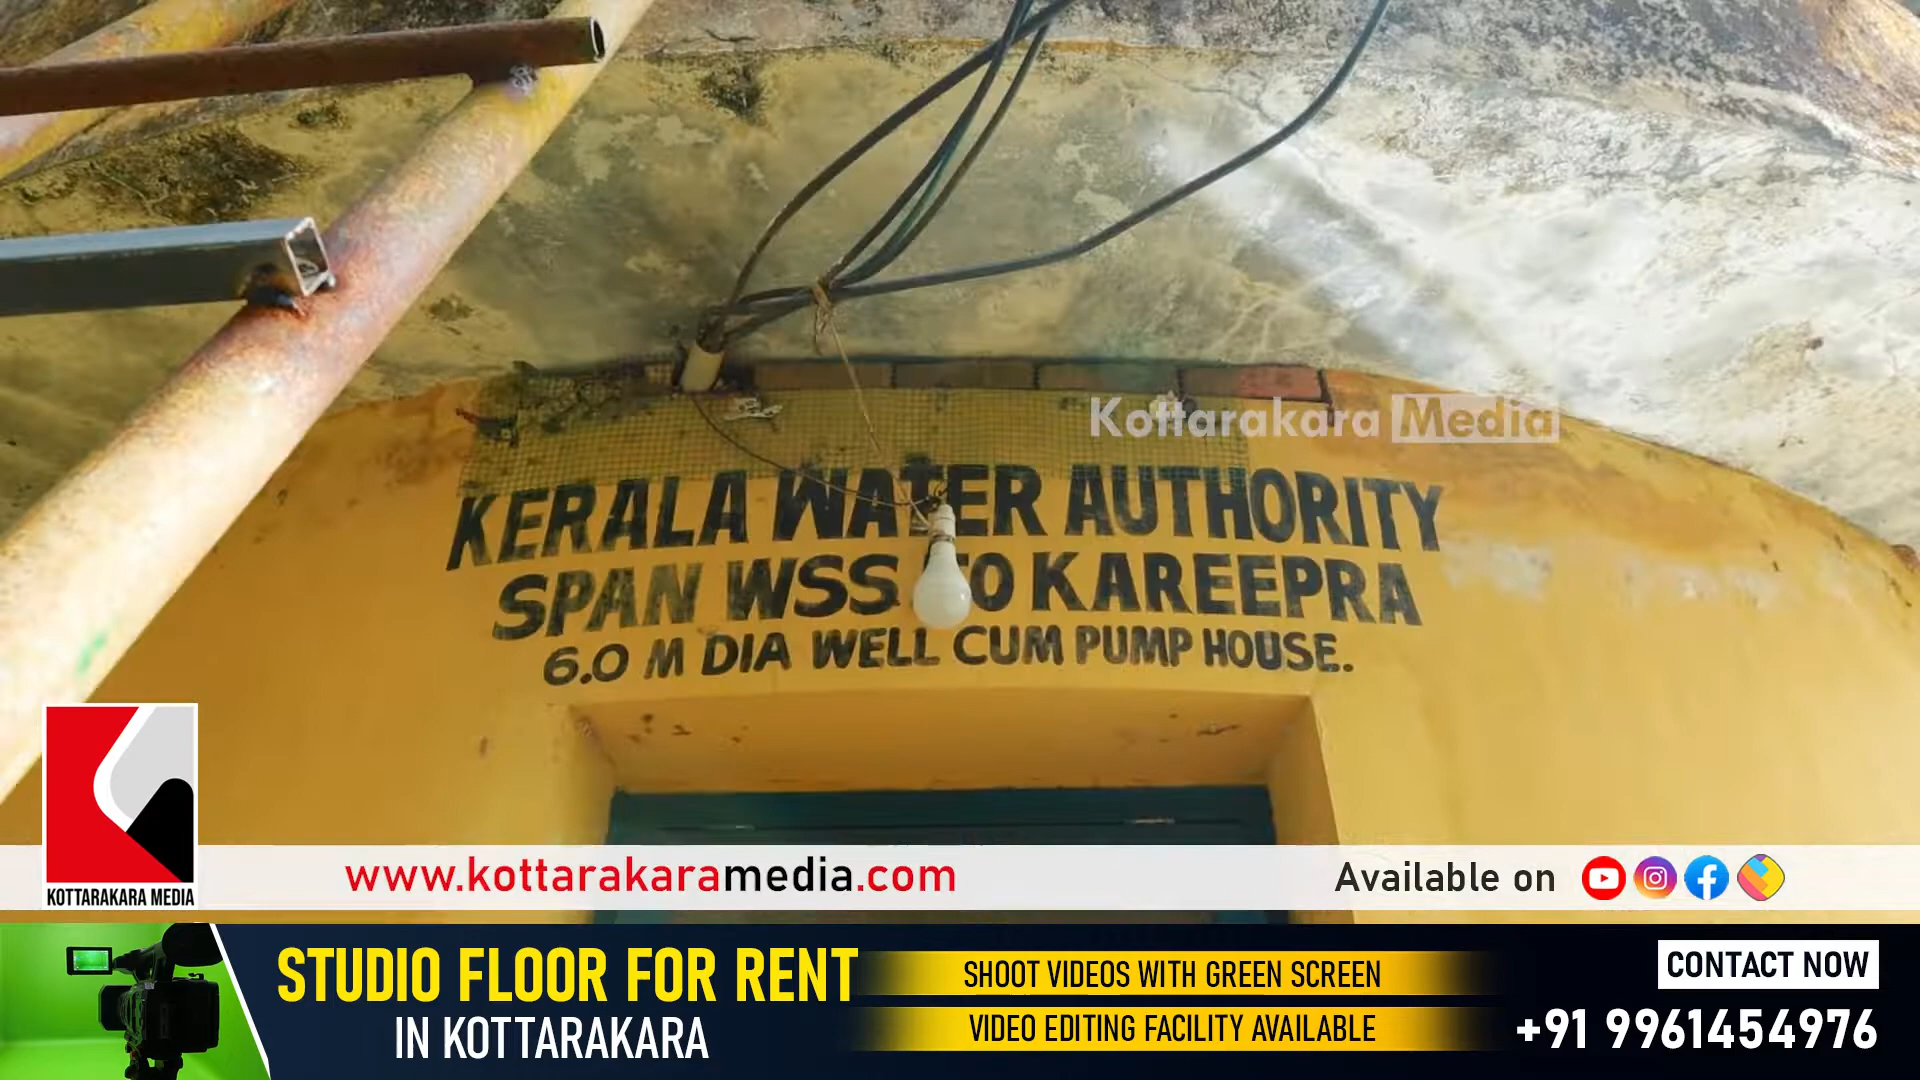 Kottarakara Media
KERALA WATER AUTHORITY
SPAN WSS TO KAREEPRA
6.0 M DIA WELL CUM PUMP HOUSE.
KOTTARAKARA MEDIA
www.kottarakaramedia.com
Available on
STUDIO FLOOR FOR RENT
IN KOTTARAKARA
SHOOT VIDEOS WITH GREEN SCREEN
VIDEO EDITING FACILITY AVAILABLE
CONTACT NOW
+91 9961454976